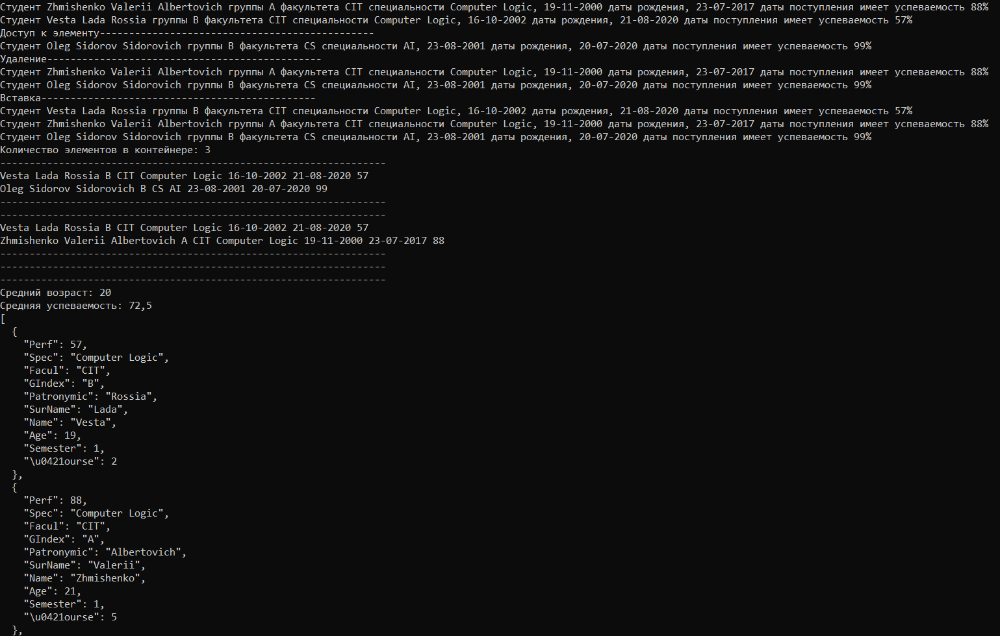 Студент Zhmishenko Valerii Albertovich группы A факультета CIT специальности Computer Logic, 19-11-2000 даты рождения, 23-07-2017 даты поступления имеет успеваемость 88%
Студент Vesta Lada Rossia группы B факультета CIT специальности Computer Logic, 16-10-2002 даты рождения, 21-08-2020 даты поступления имеет успеваемость 57%
Доступ к элементу-----------------------------------------------
Студент Oleg Sidorov Sidorovich группы B факультета CS специальности AI, 23-08-2001 даты рождения, 20-07-2020 даты поступления имеет успеваемость 99%
Удаление-----------------------------------------------
Студент Zhmishenko Valerii Albertovich группы A факультета CIT специальности Computer Logic, 19-11-2000 даты рождения, 23-07-2017 даты поступления имеет успеваемость 88%
Студент Oleg Sidorov Sidorovich группы B факультета CS специальности AI, 23-08-2001 даты рождения, 20-07-2020 даты поступления имеет успеваемость 99%
Вставка-----------------------------------------------
Студент Vesta Lada Rossia группы B факультета CIT специальности Computer Logic, 16-10-2002 даты рождения, 21-08-2020 даты поступления имеет успеваемость 57%
Студент Zhmishenko Valerii Albertovich группы A факультета CIT специальности Computer Logic, 19-11-2000 даты рождения, 23-07-2017 даты поступления имеет успеваемость 88%
Студент Oleg Sidorov Sidorovich группы B факультета CS специальности AI, 23-08-2001 даты рождения, 20-07-2020 даты поступления имеет успеваемость 99%
Количество элементов в контейнере: 3
------------------------------------------------------------------
Vesta Lada Rossia B CIT Computer Logic 16-10-2002 21-08-2020 57
Oleg Sidorov Sidorovich B CS AI 23-08-2001 20-07-2020 99
------------------------------------------------------------------
------------------------------------------------------------------
Vesta Lada Rossia B CIT Computer Logic 16-10-2002 21-08-2020 57
Zhmishenko Valerii Albertovich A CIT Computer Logic 19-11-2000 23-07-2017 88
------------------------------------------------------------------
------------------------------------------------------------------
------------------------------------------------------------------
Средний возраст: 20
Средняя успеваемость: 72,5
[
  {
    "Perf": 57,
    "Spec": "Computer Logic",
    "Facul": "CIT",
    "GIndex": "B",
    "Patronymic": "Rossia",
    "SurName": "Lada",
    "Name": "Vesta",
    "Age": 19,
    "Semester": 1,
    "\u0421ourse": 2
  },
  {
    "Perf": 88,
    "Spec": "Computer Logic",
    "Facul": "CIT",
    "GIndex": "A",
    "Patronymic": "Albertovich",
    "SurName": "Valerii",
    "Name": "Zhmishenko",
    "Age": 21,
    "Semester": 1,
    "\u0421ourse": 5
  },